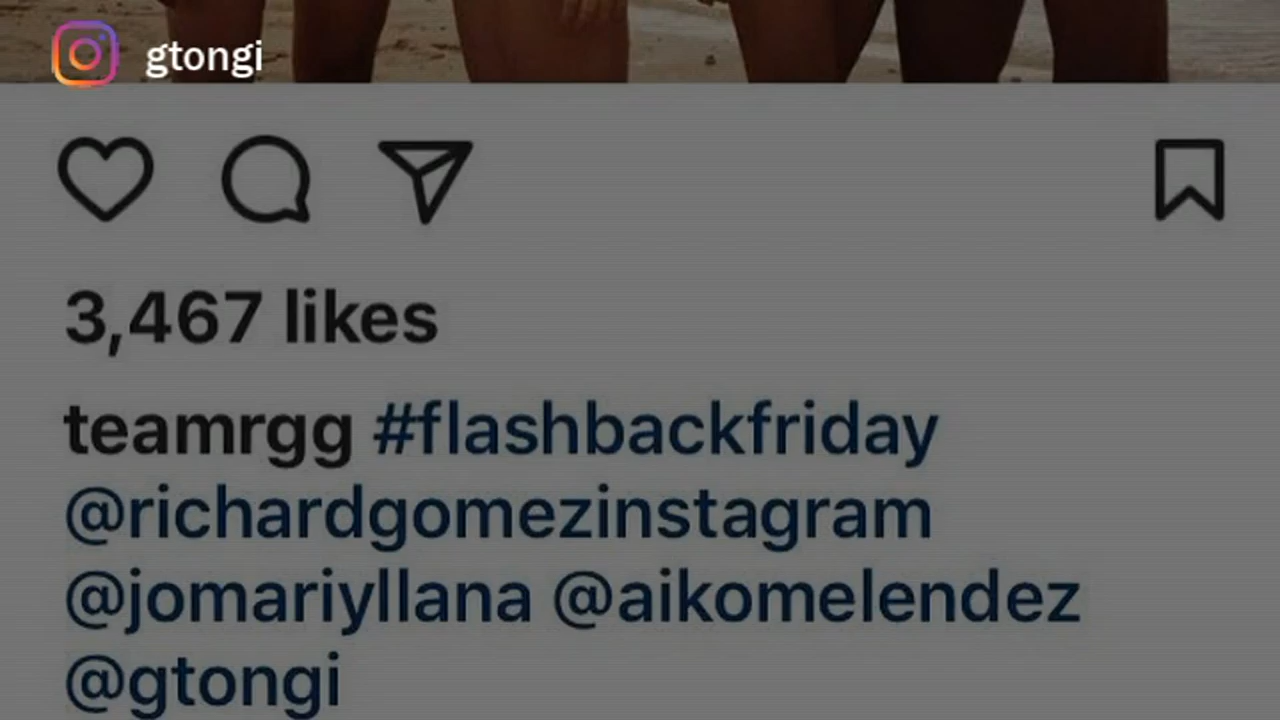 gtongi
3,467 likes
teamrgg #flashbackfriday
@richardgomezinstagram
@jomariyllana @aikomelendez
@gtongi